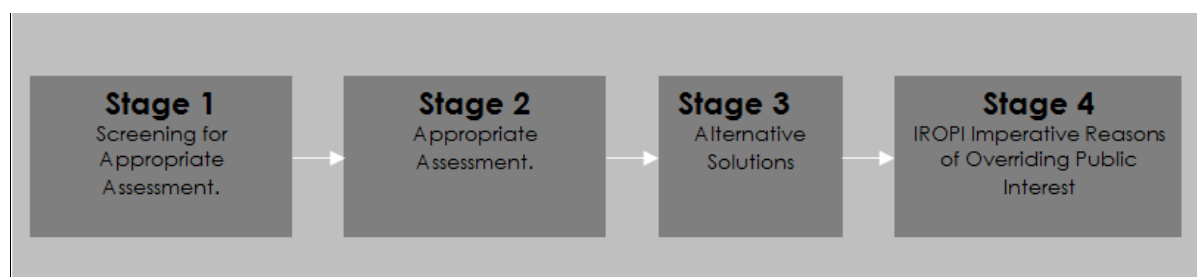 Stage 1
Screening for
Appropriate
Assessment.
Stage 2
Appropriate
Assessment.
Stage 3
Alternative
Solutions
Stage 4
IROPI Imperative Reasons
of Overriding Public
Interest